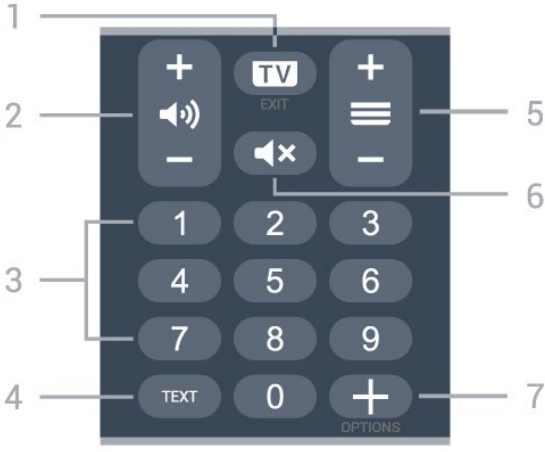 1
+ TV +
EXIT
2 5
− −
6
1 2 3
3
4 5 6
7 8 9
4 TEXT 0 + 7
OPTIONS